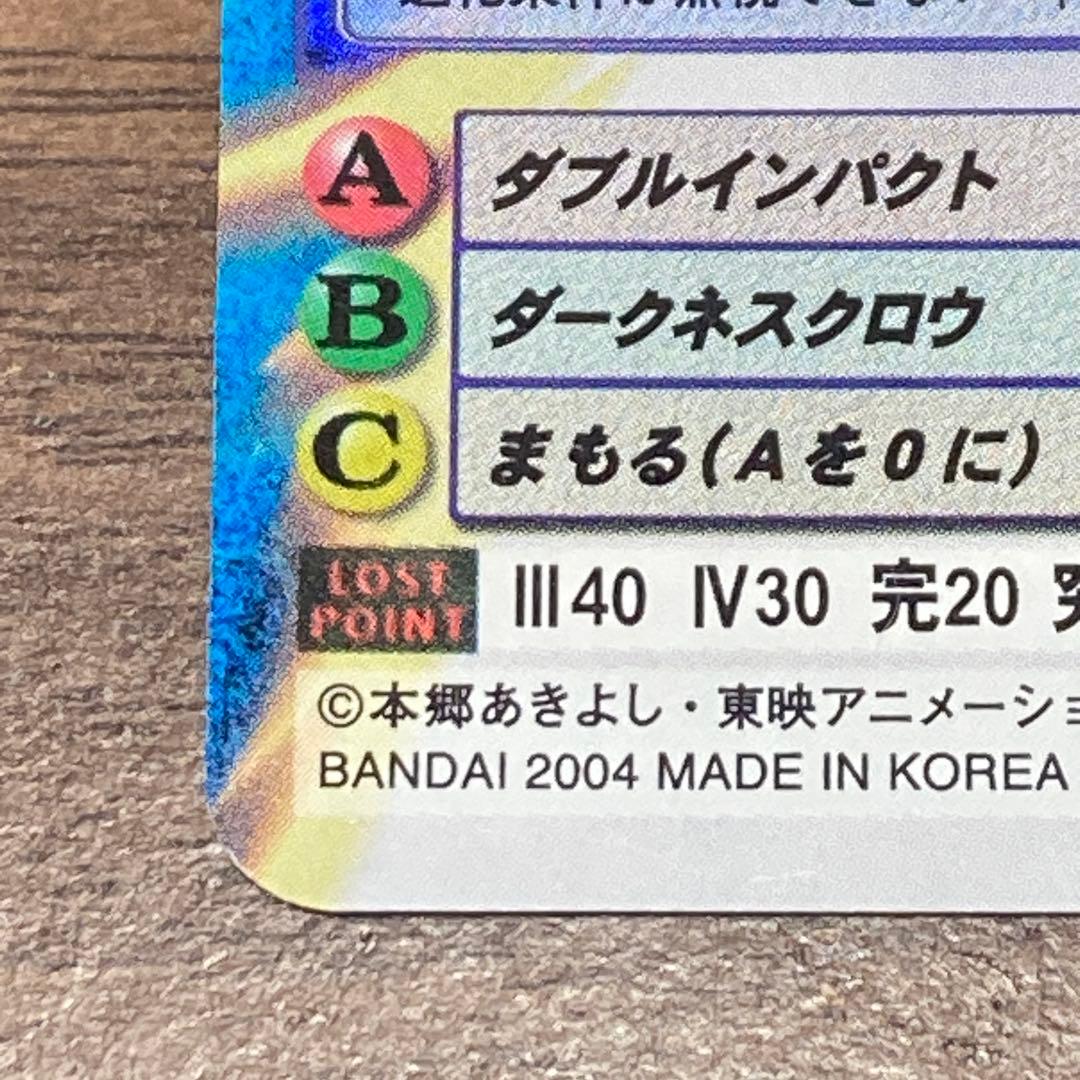 A ダブルインパクト
B ダークネスクロウ
C まもる(Aを0に)
LOST
POINT
Ⅲ40 Ⅳ30 完20
©本郷あきよし・東映アニメーショ
BANDAI 2004 MADE IN KOREA